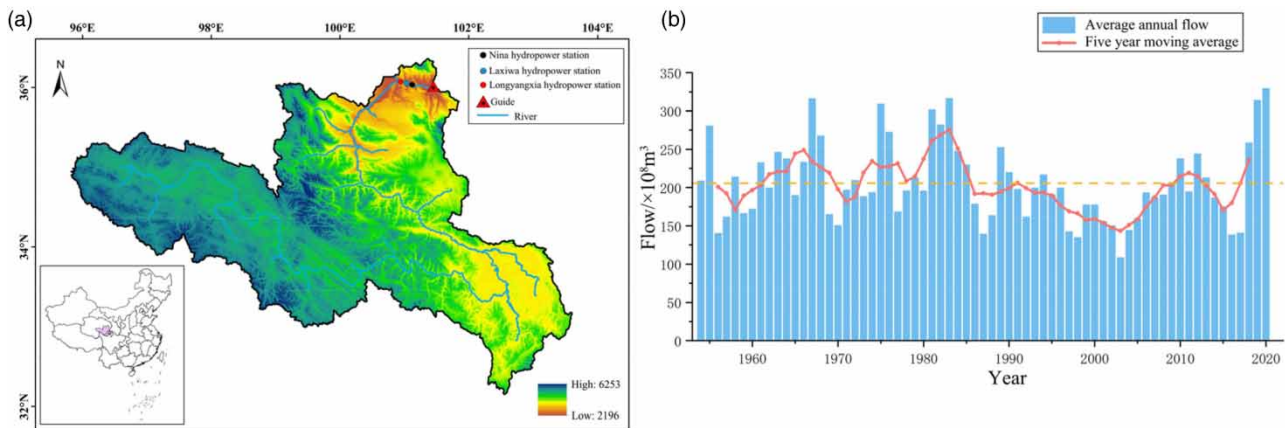 (a)
96°E
98°E
100°E
102°E
104°E
N
Nina hydropower station
Laxiwa hydropower station
Longyangxia hydropower station
Guide
River
36°N
34°N
32°N
High: 6253
Low: 2196
(b)
Average annual flow
Five year moving average
350
300
250
200
150
100
50
0
Flow/×10⁸m³
1960
1970
1980
1990
2000
2010
2020
Year